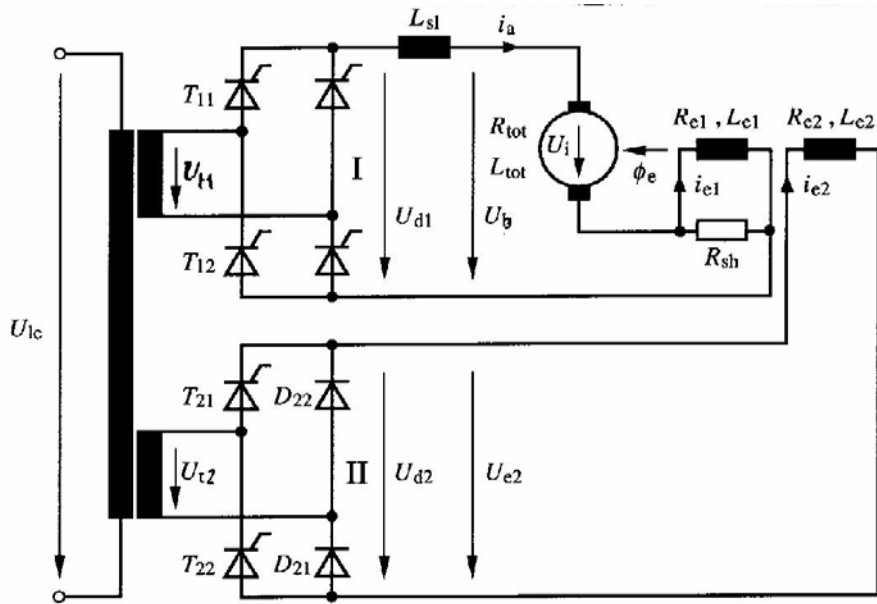 L_sl
i_a
T_11
R_e1, L_e1
R_e2, L_e2
R_tot
L_tot
U_i
ϕ_e
i_e1
i_e2
U_t1
I
U_d1
U_b
T_12
R_sh
U_lc
T_21
D_22
U_t2
II
U_d2
U_e2
T_22
D_21